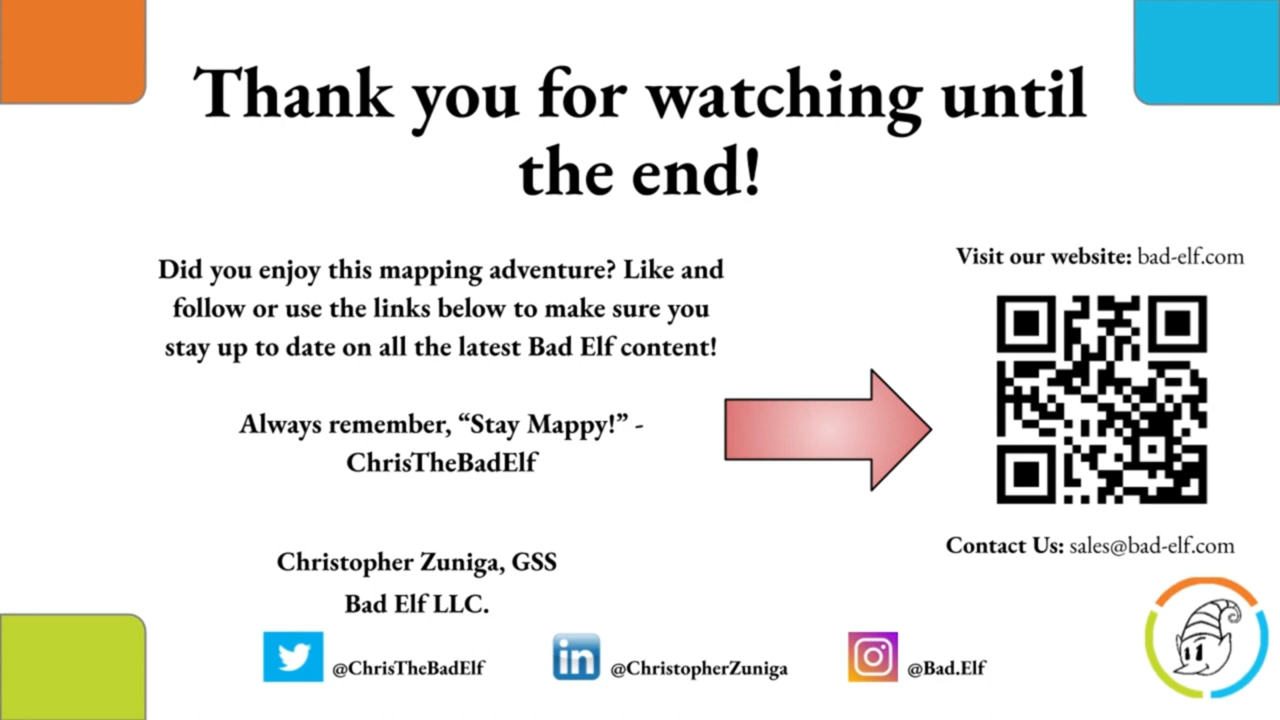 Thank you for watching until
the end!
Did you enjoy this mapping adventure? Like and
follow or use the links below to make sure you
stay up to date on all the latest Bad Elf content!
Always remember, “Stay Mappy!” -
ChrisTheBadElf
Visit our website: bad-elf.com
Contact Us: sales@bad-elf.com
Christopher Zuniga, GSS
Bad Elf LLC.
@ChrisTheBadElf
in
@ChristopherZuniga
@Bad.Elf